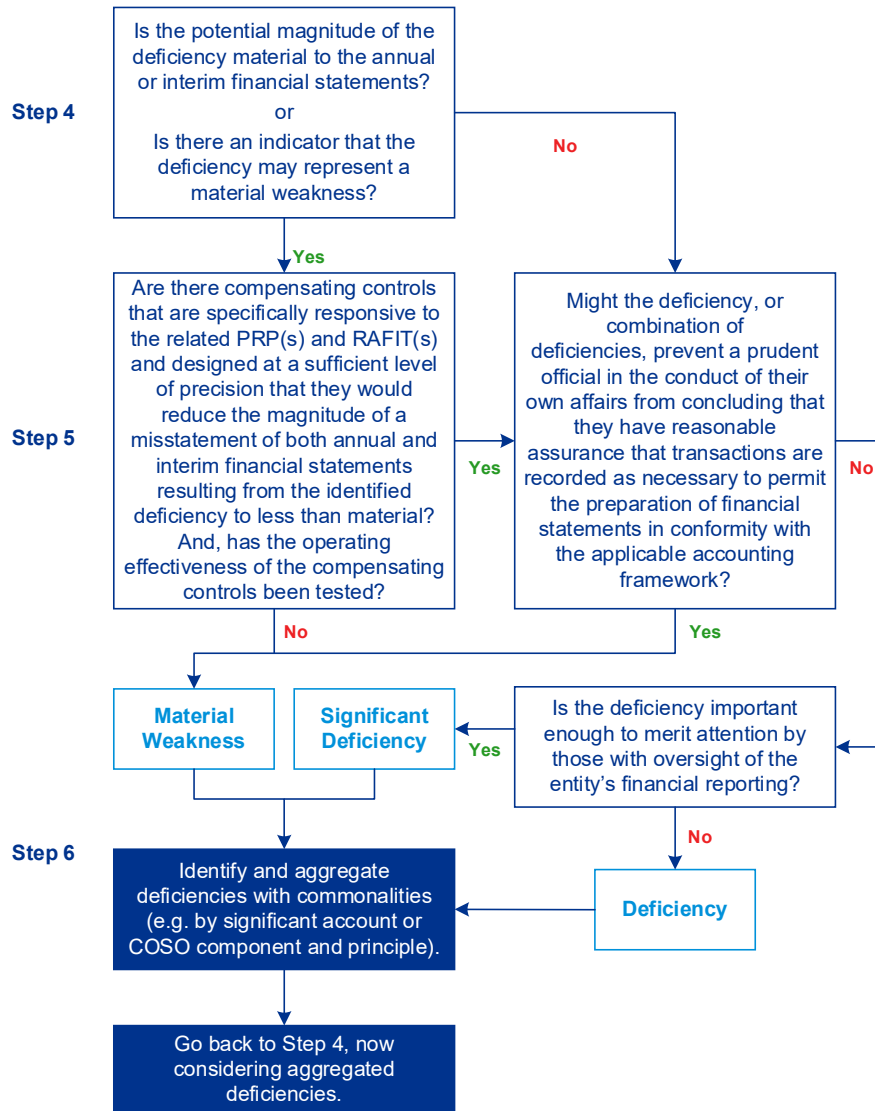 Is the potential magnitude of the
deficiency material to the annual
or interim financial statements?
or
Is there an indicator that the
deficiency may represent a
material weakness?
Step 4
No
Yes
Are there compensating controls
that are specifically responsive to
the related PRP(s) and RAFIT(s)
and designed at a sufficient level
of precision that they would
reduce the magnitude of a
misstatement of both annual and
interim financial statements
resulting from the identified
deficiency to less than material?
And, has the operating
effectiveness of the compensating
controls been tested?
Step 5
Yes
Might the deficiency, or
combination of
deficiencies, prevent a prudent
official in the conduct of their
own affairs from concluding that
they have reasonable
assurance that transactions are
recorded as necessary to permit
the preparation of financial
statements in conformity with
the applicable accounting
framework?
No
No
Yes
Material
Weakness
Significant
Deficiency
Yes
Is the deficiency important
enough to merit attention by
those with oversight of the
entity's financial reporting?
No
Step 6
Identify and aggregate
deficiencies with commonalities
(e.g. by significant account or
COSO component and principle).
Deficiency
Go back to Step 4, now
considering aggregated
deficiencies.